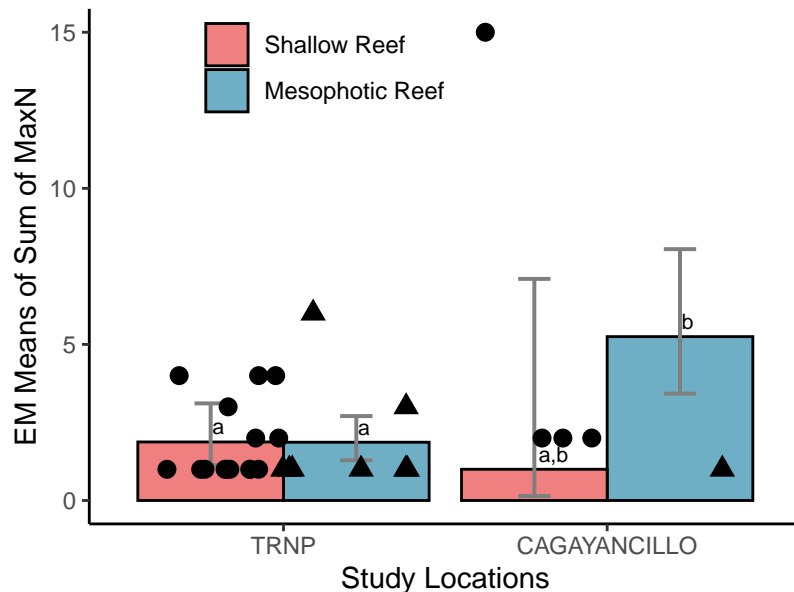 EM Means of Sum of MaxN
15
10
5
0
Shallow Reef
Mesophotic Reef
a
a
a,b
b
TRNP
CAGAYANCILLO
Study Locations